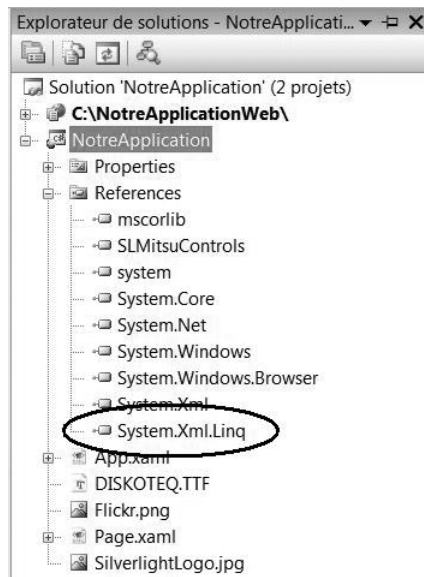 Explorateur de solutions - NotreApplicati...
Solution 'NotreApplication' (2 projets)
C:\NotreApplicationWeb\
NotreApplication
Properties
References
mscorlib
SLMitsuControls
system
System.Core
System.Net
System.Windows
System.Windows.Browser
System.Xml
System.Xml.Linq
App.xaml
DISKOTEQ.TTF
Flickr.png
Page.xaml
SilverlightLogo.jpg